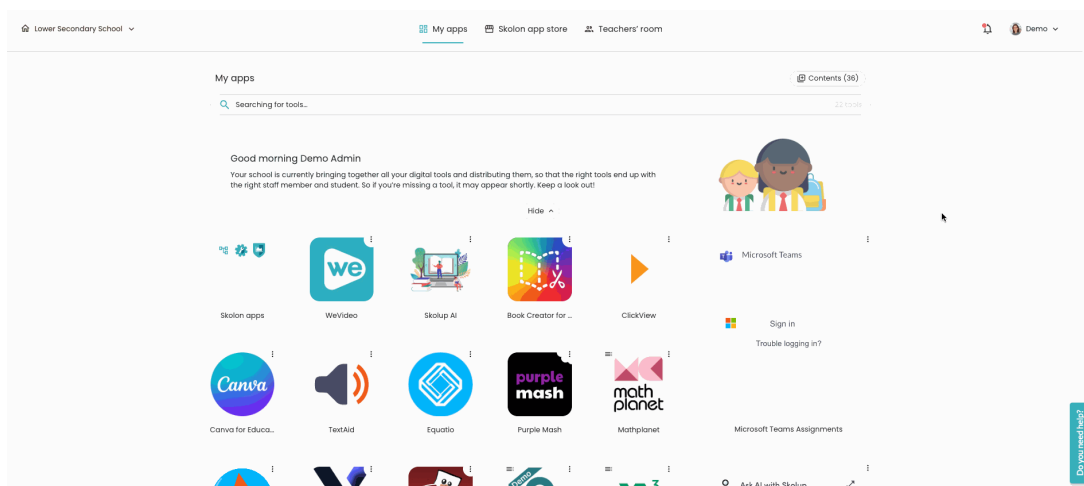 Lower Secondary School
My apps
Skolon app store
Teachers' room
Demo
My apps
Contents (36)
Searching for tools...
22 tools
Good morning Demo Admin
Your school is currently bringing together all your digital tools and distributing them, so that the right tools end up with
the right staff member and student. So if you're missing a tool, it may appear shortly. Keep a look out!
Hide
we
Microsoft Teams
Skolon apps
WeVideo
Skolup AI
Book Creator for ...
ClickView
Sign in
Trouble logging in?
Canva
purple
mash
math
planet
Canva for Educa...
TextAid
Equatio
Purple Mash
Mathplanet
Microsoft Teams Assignments
Demo
3
Ask AI with Skolup
Do you need help?